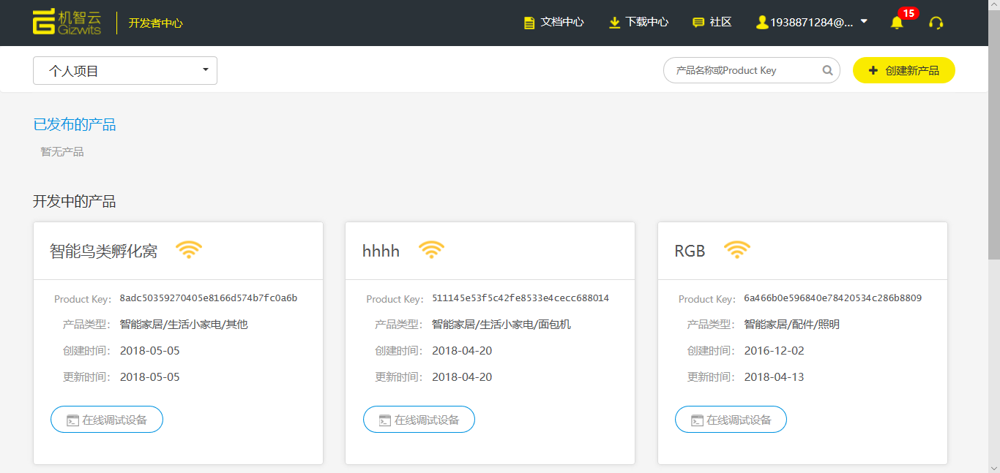 机智云
Gizwits
开发者中心
文档中心
下载中心
社区
1938871284@...
15
个人项目
产品名称或Product Key
创建新产品
已发布的产品
暂无产品
开发中的产品
智能鸟类孵化窝
Product Key: 8adc50359270405e8166d574b7fc0a6b
产品类型: 智能家居/生活小家电/其他
创建时间: 2018-05-05
更新时间: 2018-05-05
在线调试设备
hhhh
Product Key: 511145e53f5c42fe8533e4cecc688014
产品类型: 智能家居/生活小家电/面包机
创建时间: 2018-04-20
更新时间: 2018-04-20
在线调试设备
RGB
Product Key: 6a466b0e596840e78420534c286b8809
产品类型: 智能家居/配件/照明
创建时间: 2016-12-02
更新时间: 2018-04-13
在线调试设备